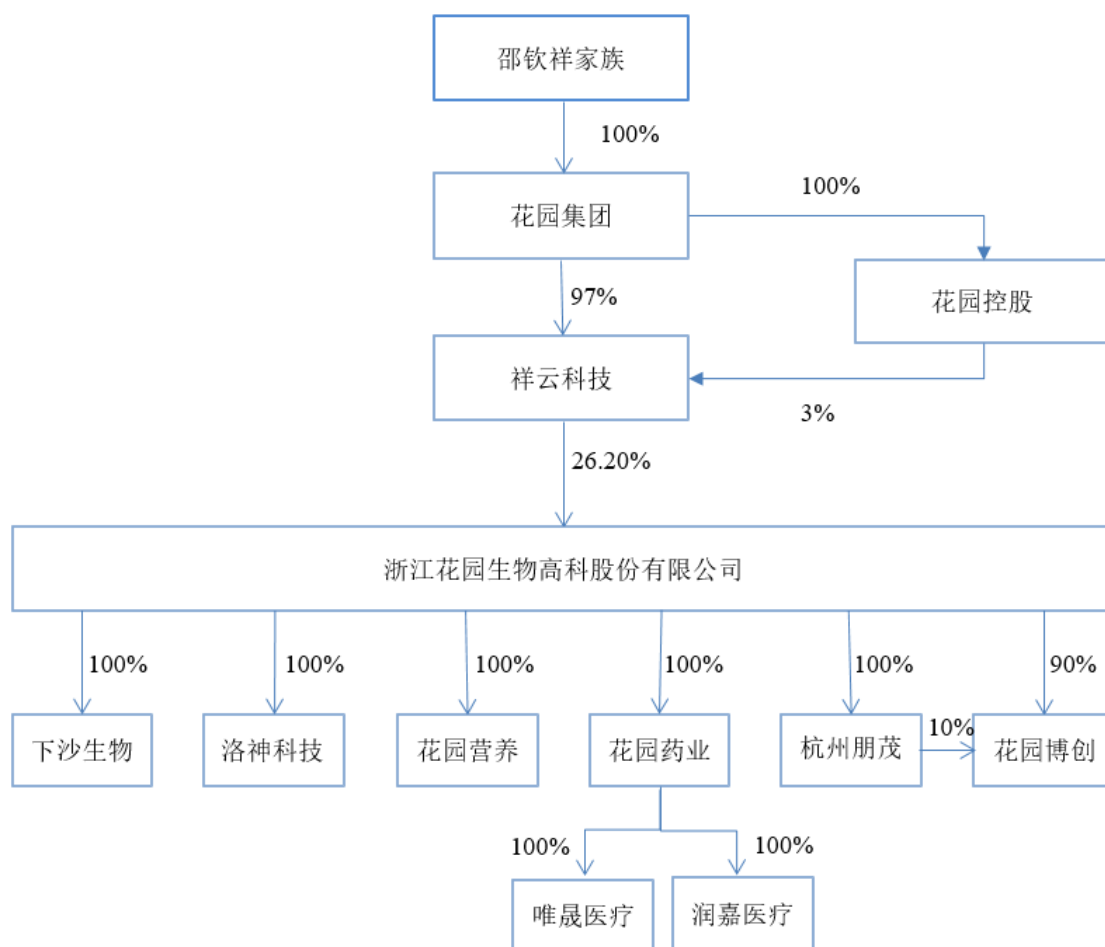 邵钦祥家族
100%
花园集团
100%
97%
花园控股
祥云科技
3%
26.20%
浙江花园生物高科股份有限公司
100%
100%
100%
100%
100%
90%
下沙生物
洛神科技
花园营养
花园药业
杭州朋茂
10%
花园博创
100%
100%
唯晟医疗
润嘉医疗